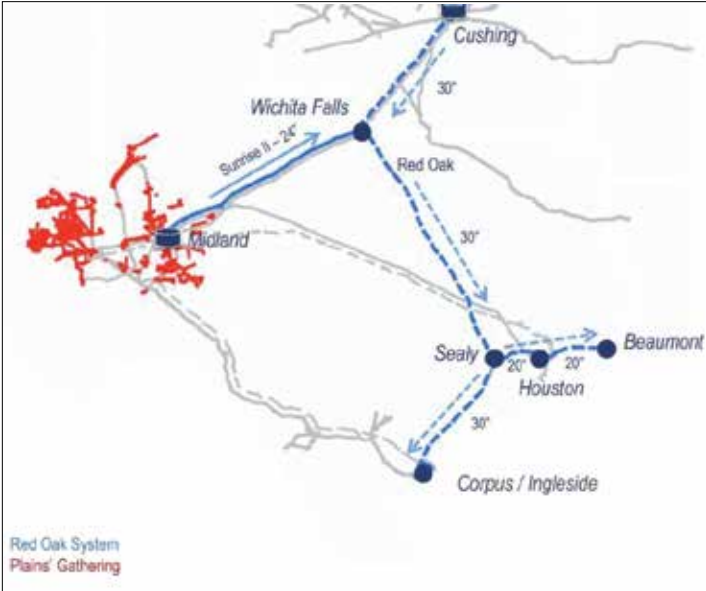 Cushing
30"
Wichita Falls
Sunrise II – 24"
Red Oak
Midland
30"
Sealy
Beaumont
20"
20"
Houston
30"
Corpus / Ingleside
Red Oak System
Plains' Gathering